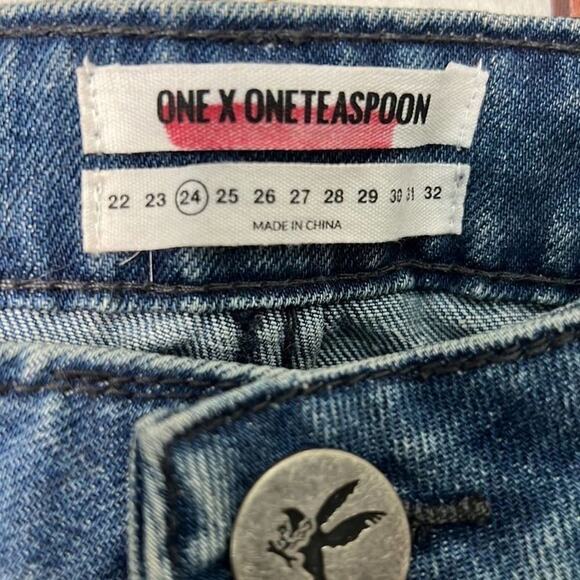 ONE X ONETEASPOON
22 23 24 25 26 27 28 29 30 31 32
MADE IN CHINA